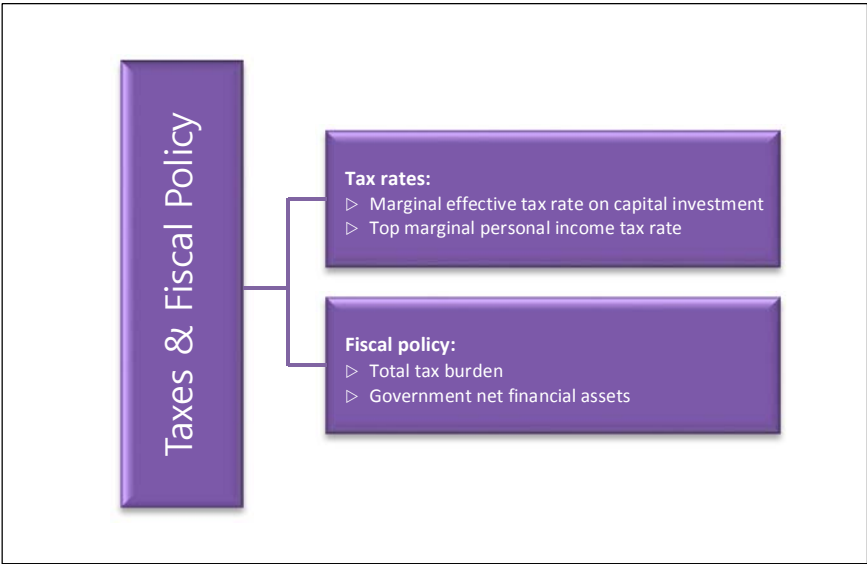 Taxes & Fiscal Policy
Tax rates:
▷ Marginal effective tax rate on capital investment
▷ Top marginal personal income tax rate
Fiscal policy:
▷ Total tax burden
▷ Government net financial assets